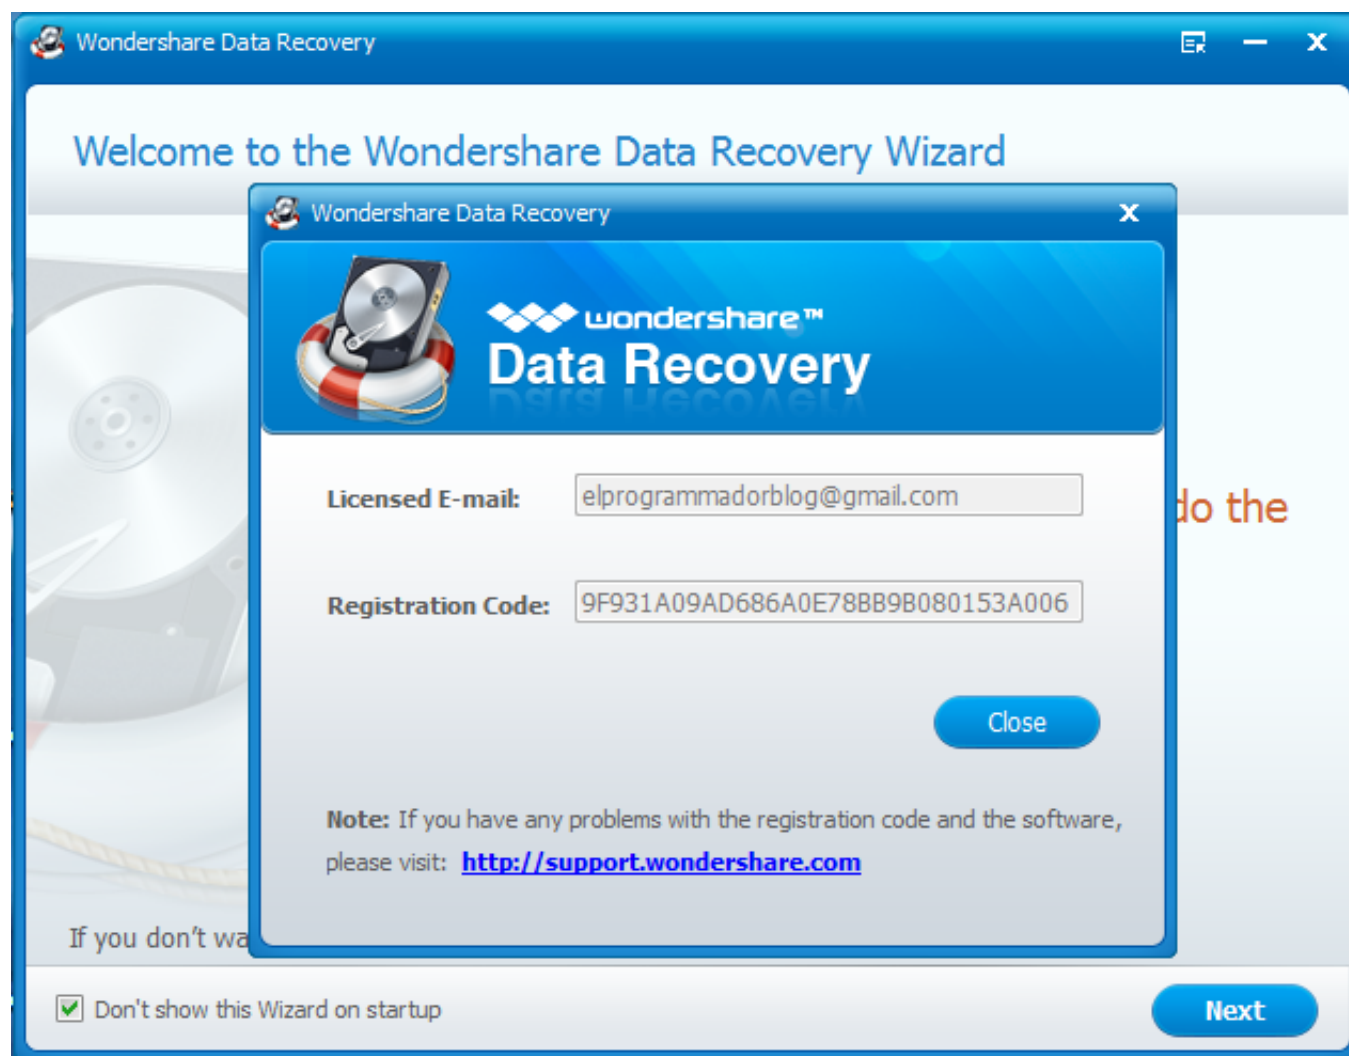 Wondershare Data Recovery
Welcome to the Wondershare Data Recovery Wizard
Wondershare Data Recovery
wondershare™
Data Recovery
Licensed E-mail: elprogrammadorblog@gmail.com
do the
Registration Code: 9F931A09AD686A0E78BB9B080153A006
Close
Note: If you have any problems with the registration code and the software,
please visit: http://support.wondershare.com
If you don't wa
Don't show this Wizard on startup
Next